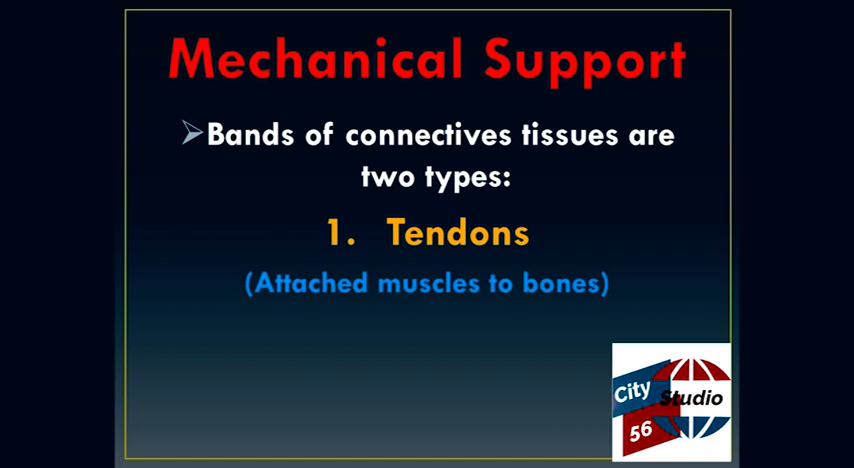 Mechanical Support
➢Bands of connectives tissues are
two types:
1. Tendons
(Attached muscles to bones)
City Studio
56